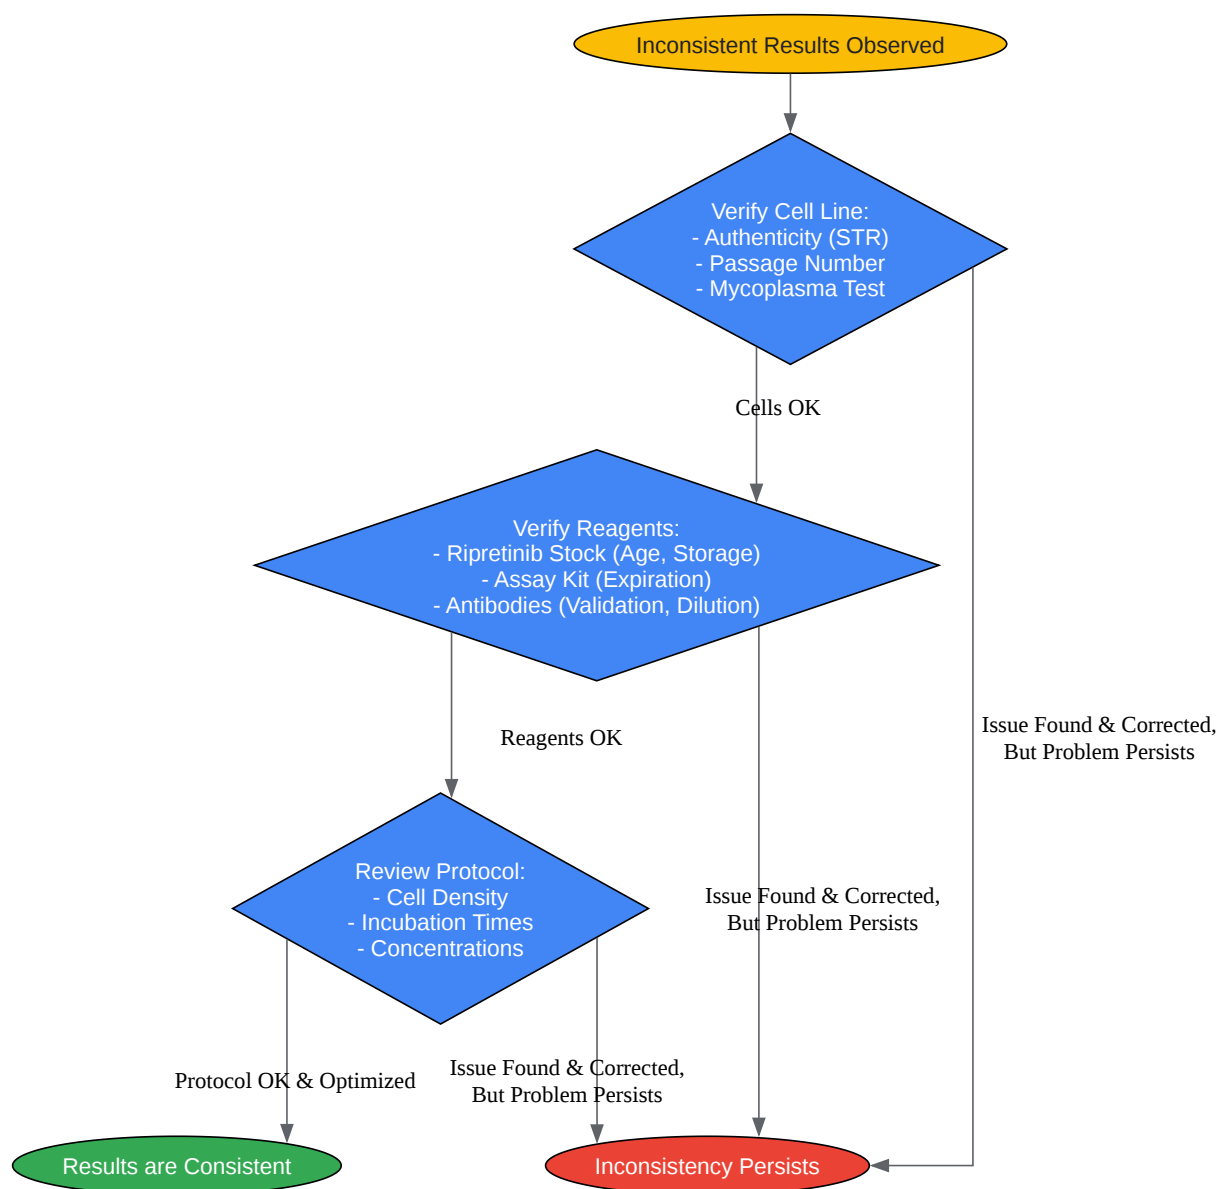 Inconsistent Results Observed
Verify Cell Line:
- Authenticity (STR)
- Passage Number
- Mycoplasma Test
Cells OK
Verify Reagents:
- Ripretinib Stock (Age, Storage)
- Assay Kit (Expiration)
- Antibodies (Validation, Dilution)
Reagents OK
Issue Found & Corrected,
But Problem Persists
Review Protocol:
- Cell Density
- Incubation Times
- Concentrations
Issue Found & Corrected,
But Problem Persists
Protocol OK & Optimized
Issue Found & Corrected,
But Problem Persists
Results are Consistent
Inconsistency Persists